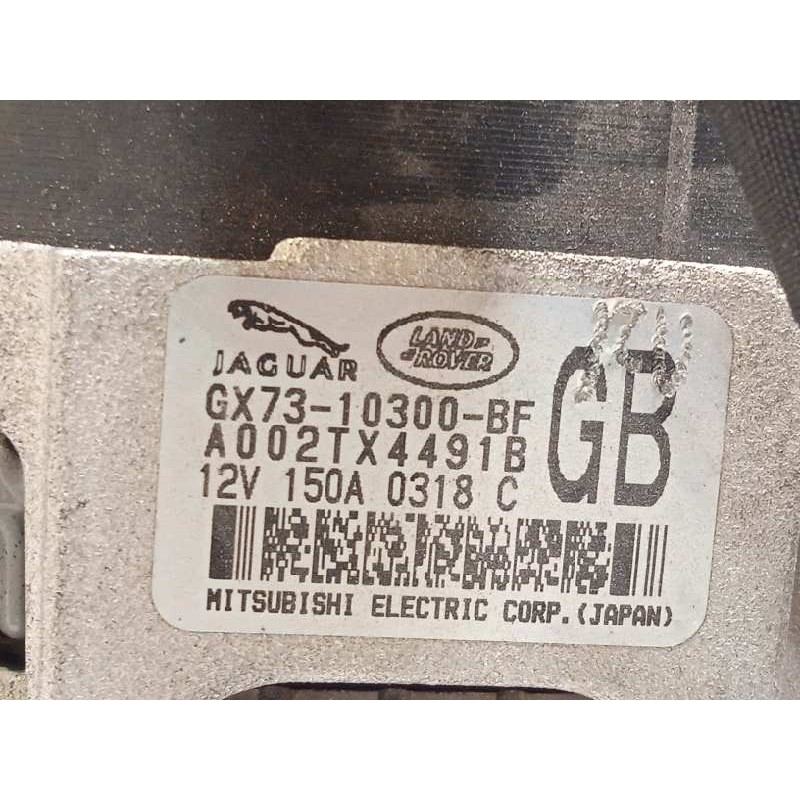 JAGUAR
LAND ROVER
GX73-10300-BF
A002TX4491B
12V 150A 0318 C
GB
MITSUBISHI ELECTRIC CORP.(JAPAN)